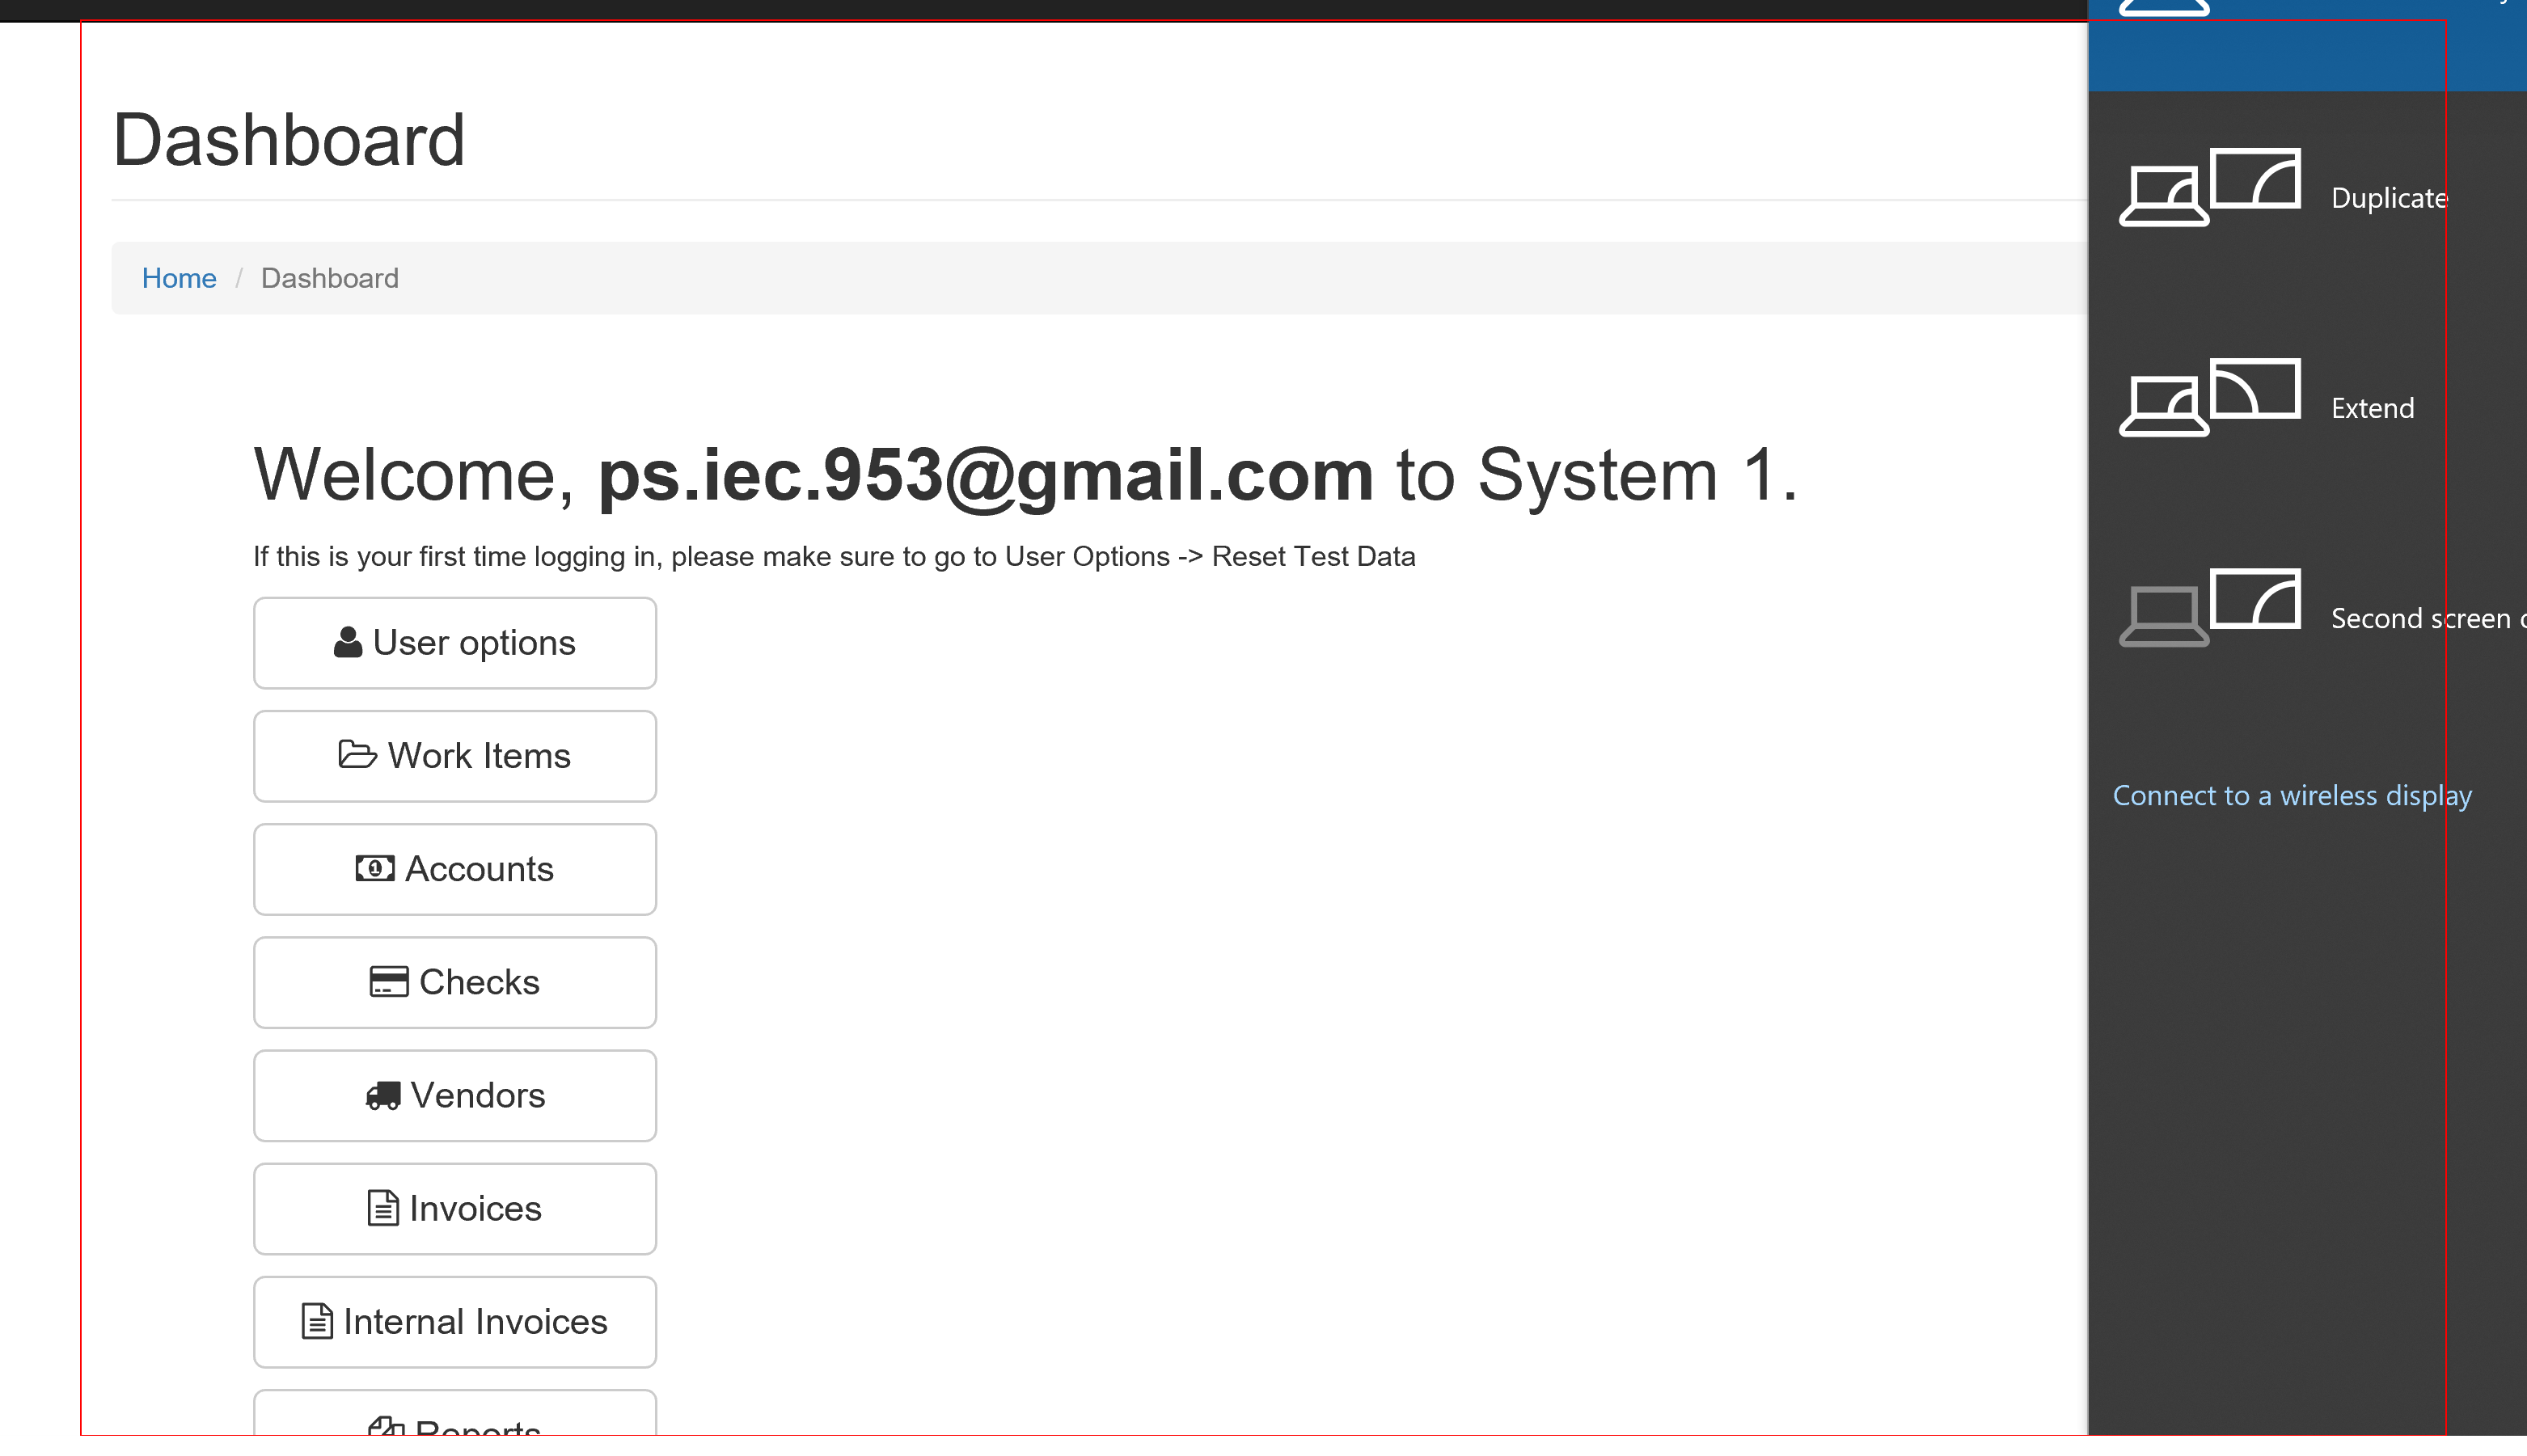 Dashboard
Home / Dashboard
Welcome, ps.iec.953@gmail.com to System 1.
If this is your first time logging in, please make sure to go to User Options -> Reset Test Data
User options
Work Items
Accounts
Checks
Vendors
Invoices
Internal Invoices
Reports
Duplicate
Extend
Second screen
Connect to a wireless display